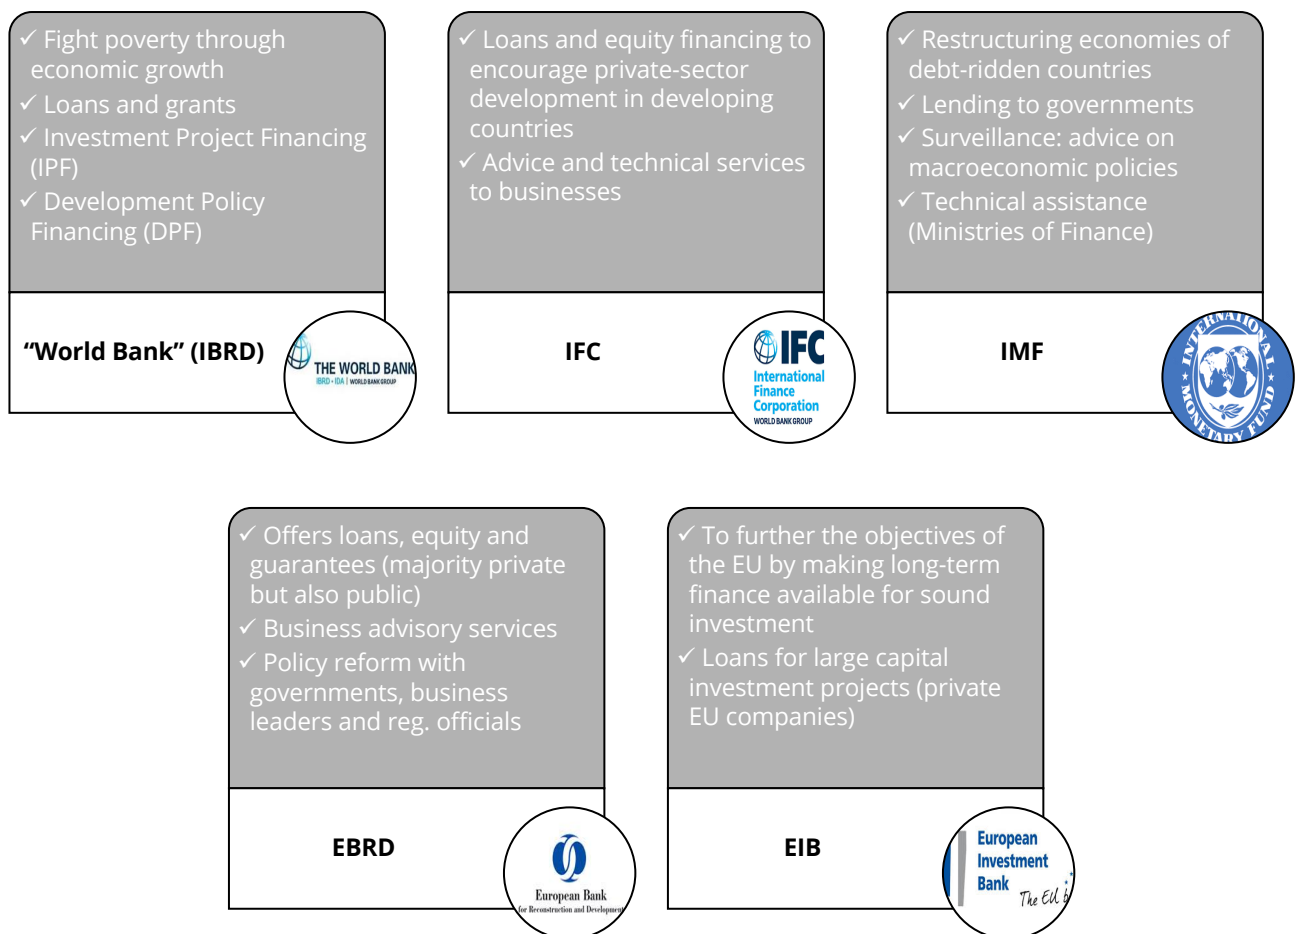 ✓ Fight poverty through
economic growth
✓ Loans and grants
✓ Investment Project Financing
(IPF)
✓ Development Policy
Financing (DPF)
“World Bank” (IBRD)
THE WORLD BANK
IBRD • IDA | WORLD BANK GROUP
✓ Loans and equity financing to
encourage private-sector
development in developing
countries
✓ Advice and technical services
to businesses
IFC
IFC
International
Finance
Corporation
WORLD BANK GROUP
✓ Restructuring economies of
debt-ridden countries
✓ Lending to governments
✓ Surveillance: advice on
macroeconomic policies
✓ Technical assistance
(Ministries of Finance)
IMF
INTERNATIONAL
MONETARY FUND
✓ Offers loans, equity and
guarantees (majority private
but also public)
✓ Business advisory services
✓ Policy reform with
governments, business
leaders and reg. officials
EBRD
European Bank
for Reconstruction and Development
✓ To further the objectives of
the EU by making long-term
finance available for sound
investment
✓ Loans for large capital
investment projects (private
EU companies)
EIB
European
Investment
Bank
The EU b